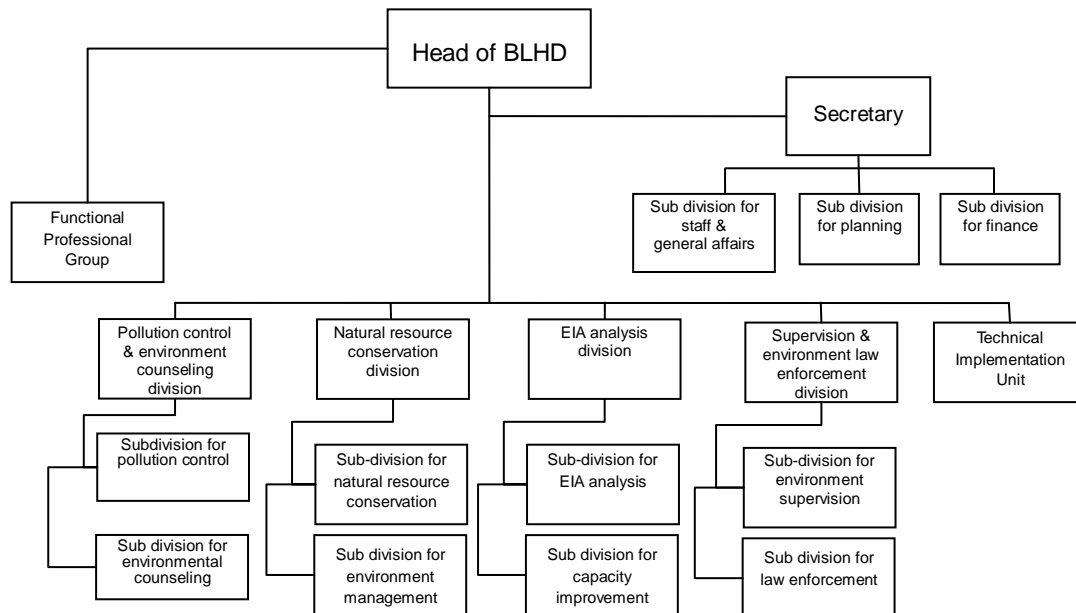 Head of BLHD
Secretary
Functional
Professional
Group
Sub division for
staff &
general affairs
Sub division
for planning
Sub division
for finance
Pollution control
& environment
counseling
division
Natural resource
conservation
division
EIA analysis
division
Supervision &
environment law
enforcement
division
Technical
Implementation
Unit
Subdivision for
pollution control
Sub-division for
natural resource
conservation
Sub-division for
EIA analysis
Sub-division for
environment
supervision
Sub division for
environmental
counseling
Sub division for
environment
management
Sub division for
capacity
improvement
Sub division for
law enforcement